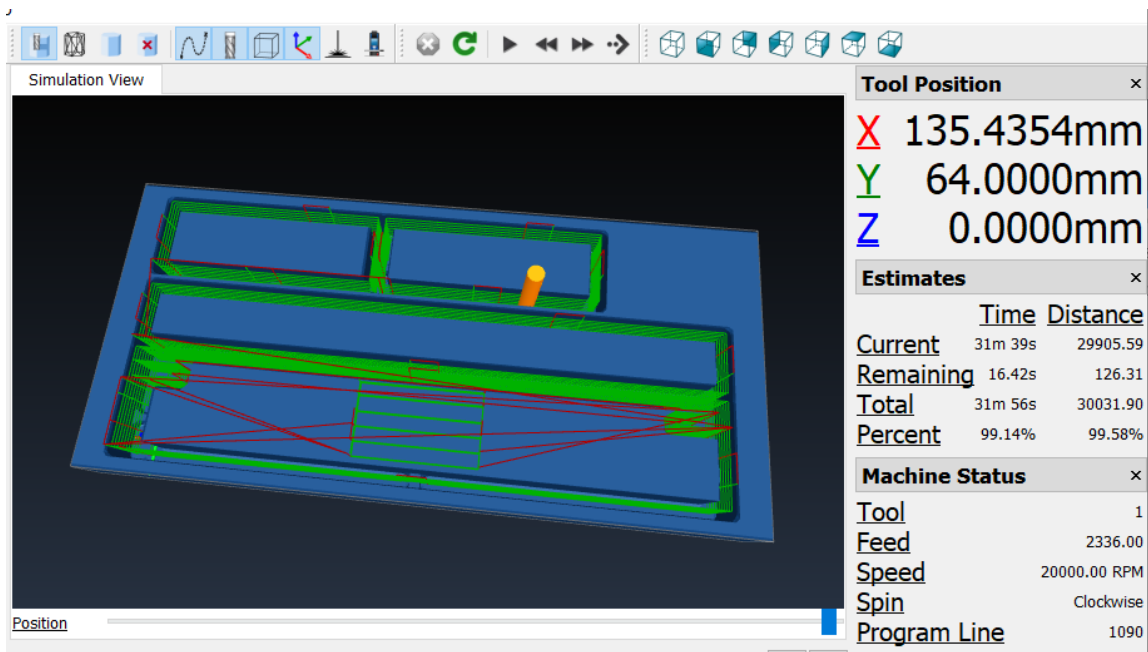 Simulation View
Tool Position ×
X 135.4354mm
Y 64.0000mm
Z 0.0000mm
Estimates ×
Time Distance
Current 31m 39s 29905.59
Remaining 16.42s 126.31
Total 31m 56s 30031.90
Percent 99.14% 99.58%
Machine Status ×
Tool 1
Feed 2336.00
Speed 20000.00 RPM
Spin Clockwise
Program Line 1090
Position